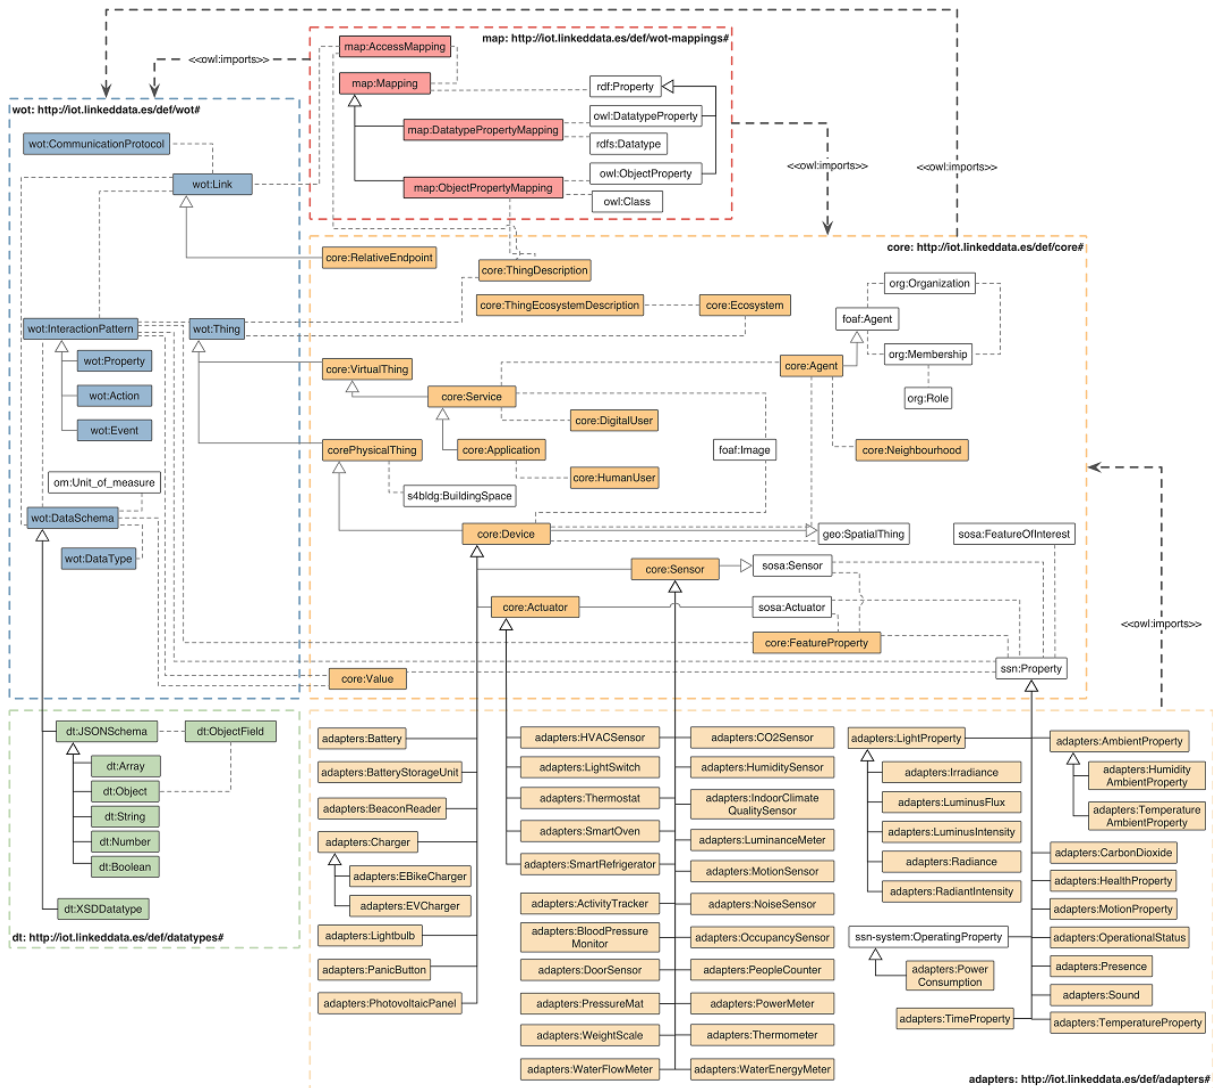 map: http://iot.linkeddata.es/def/wot-mappings#
map:AccessMapping
<<owl:imports>>
map:Mapping
rdf:Property
owl:DatatypeProperty
map:DatatypePropertyMapping
rdfs:Datatype
owl:ObjectProperty
map:ObjectPropertyMapping
owl:Class
<<owl:imports>>
<<owl:imports>>
wot: http://iot.linkeddata.es/def/wot#
wot:CommunicationProtocol
wot:Link
wot:InteractionPattern
wot:Thing
wot:Property
wot:Action
wot:Event
om:Unit_of_measure
wot:DataSchema
wot:DataType
core: http://iot.linkeddata.es/def/core#
core:RelativeEndpoint
core:ThingDescription
core:ThingEcosystemDescription
core:Ecosystem
org:Organization
foaf:Agent
org:Membership
org:Role
core:VirtualThing
core:Agent
core:Service
core:DigitalUser
corePhysicalThing
core:Application
foaf:Image
core:Neighbourhood
core:HumanUser
s4bldg:BuildingSpace
core:Device
geo:SpatialThing
sosa:FeatureOfInterest
core:Sensor
sosa:Sensor
core:Actuator
sosa:Actuator
core:FeatureProperty
ssn:Property
core:Value
<<owl:imports>>
dt:JSONSchema
dt:ObjectField
dt:Array
dt:Object
dt:String
dt:Number
dt:Boolean
dt:XSDDatatype
dt: http://iot.linkeddata.es/def/datatypes#
adapters:Battery
adapters:BatteryStorageUnit
adapters:BeaconReader
adapters:Charger
adapters:EBikeCharger
adapters:EVCharger
adapters:Lightbulb
adapters:PanicButton
adapters:PhotovoltaicPanel
adapters:HVACSensor
adapters:LightSwitch
adapters:Thermostat
adapters:SmartOven
adapters:SmartRefrigerator
adapters:ActivityTracker
adapters:BloodPressure
Monitor
adapters:DoorSensor
adapters:PressureMat
adapters:WeightScale
adapters:WaterFlowMeter
adapters:CO2Sensor
adapters:HumiditySensor
adapters:IndoorClimate
QualitySensor
adapters:LuminanceMeter
adapters:MotionSensor
adapters:NoiseSensor
adapters:OccupancySensor
adapters:PeopleCounter
adapters:PowerMeter
adapters:Thermometer
adapters:WaterEnergyMeter
adapters:LightProperty
adapters:Irradiance
adapters:LuminusFlux
adapters:LuminusIntensity
adapters:Radiance
adapters:RadiantIntensity
ssn-system:OperatingProperty
adapters:Power
Consumption
adapters:TimeProperty
adapters:AmbientProperty
adapters:Humidity
AmbientProperty
adapters:Temperature
AmbientProperty
adapters:CarbonDioxide
adapters:HealthProperty
adapters:MotionProperty
adapters:OperationalStatus
adapters:Presence
adapters:Sound
adapters:TemperatureProperty
adapters: http://iot.linkeddata.es/def/adapters#